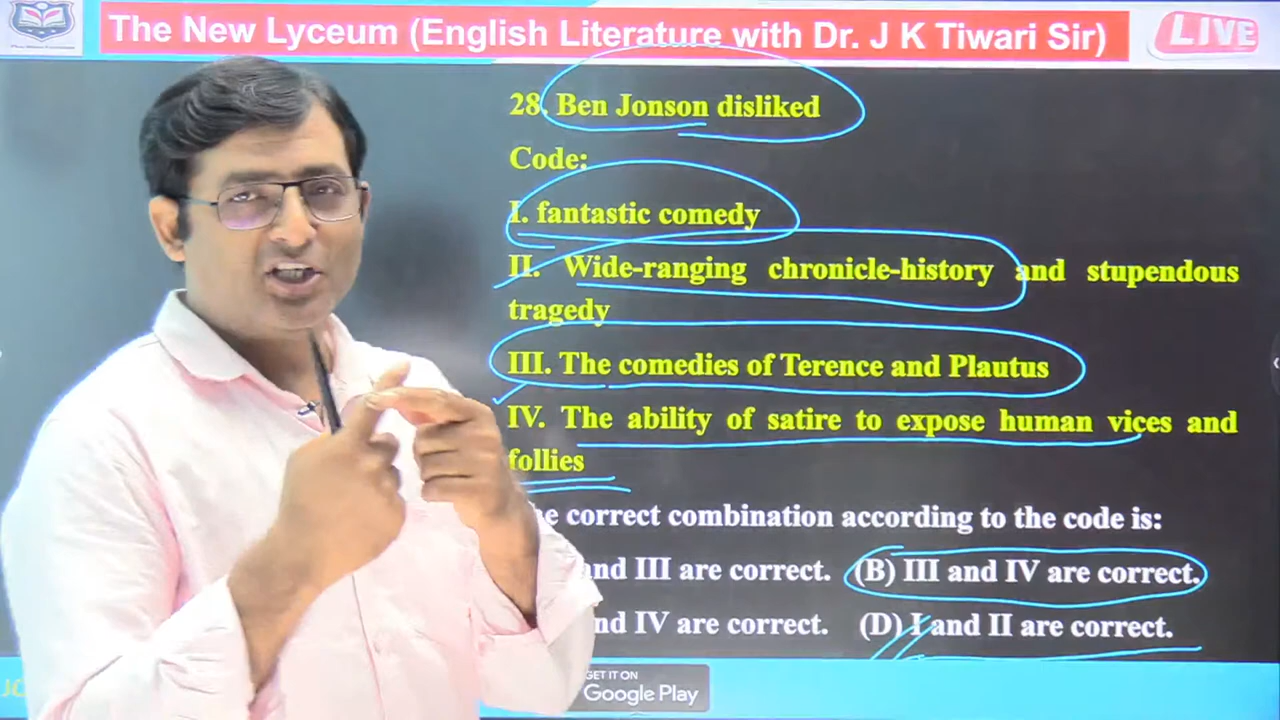 The New Lyceum (English Literature with Dr. J K Tiwari Sir)
LIVE
28. Ben Jonson disliked
Code:
I. fantastic comedy
II. Wide-ranging chronicle-history and stupendous
tragedy
III. The comedies of Terence and Plautus
IV. The ability of satire to expose human vices and
follies
correct combination according to the code is:
and III are correct. (B) III and IV are correct.
IV are correct. (D) I and II are correct.
GET IT ON
Google Play